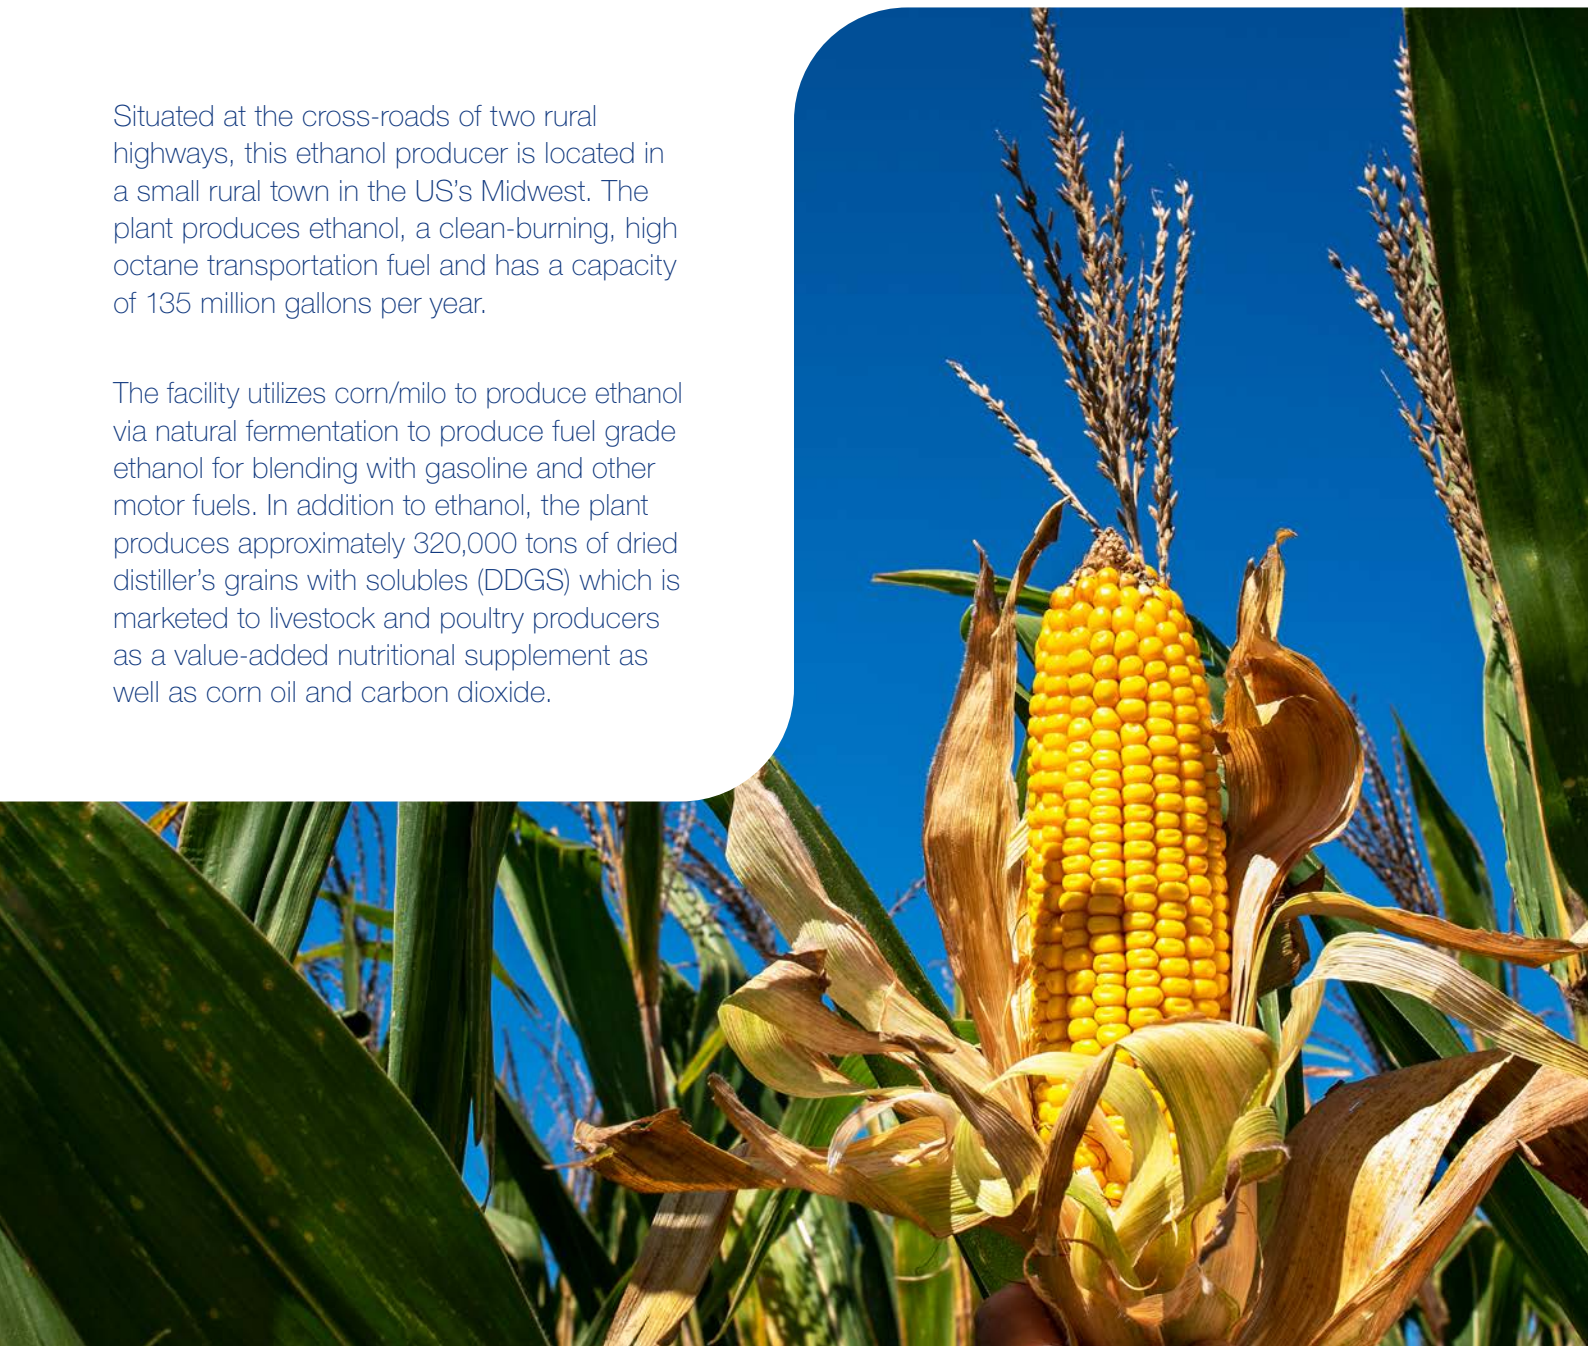 Situated at the cross-roads of two rural
highways, this ethanol producer is located in
a small rural town in the US's Midwest. The
plant produces ethanol, a clean-burning, high
octane transportation fuel and has a capacity
of 135 million gallons per year.
The facility utilizes corn/milo to produce ethanol
via natural fermentation to produce fuel grade
ethanol for blending with gasoline and other
motor fuels. In addition to ethanol, the plant
produces approximately 320,000 tons of dried
distiller's grains with solubles (DDGS) which is
marketed to livestock and poultry producers
as a value-added nutritional supplement as
well as corn oil and carbon dioxide.